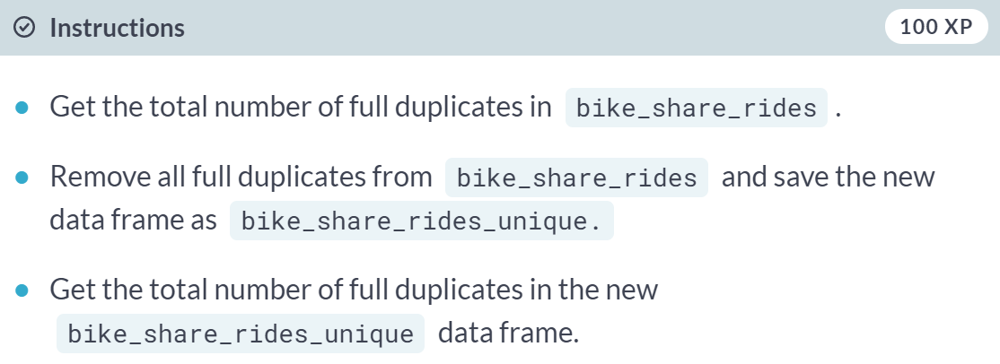 Instructions 100 XP
Get the total number of full duplicates in bike_share_rides .
Remove all full duplicates from bike_share_rides and save the new
data frame as bike_share_rides_unique.
Get the total number of full duplicates in the new
bike_share_rides_unique data frame.